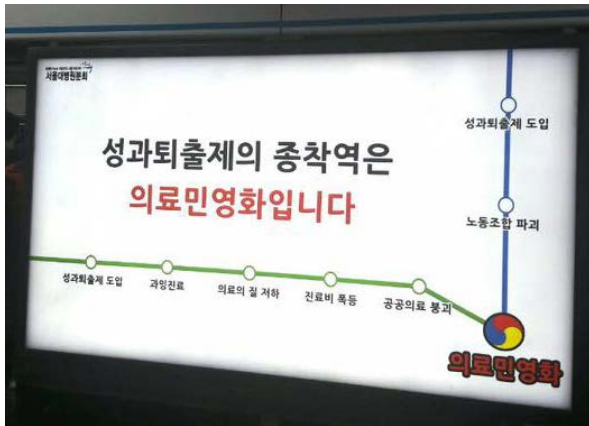 서울대병원분회
성과퇴출제의 종착역은
의료민영화입니다
성과퇴출제 도입
노동조합 파괴
성과퇴출제 도입
과잉진료
의료의 질 저하
진료비 폭등
공공의료 붕괴
의료민영화